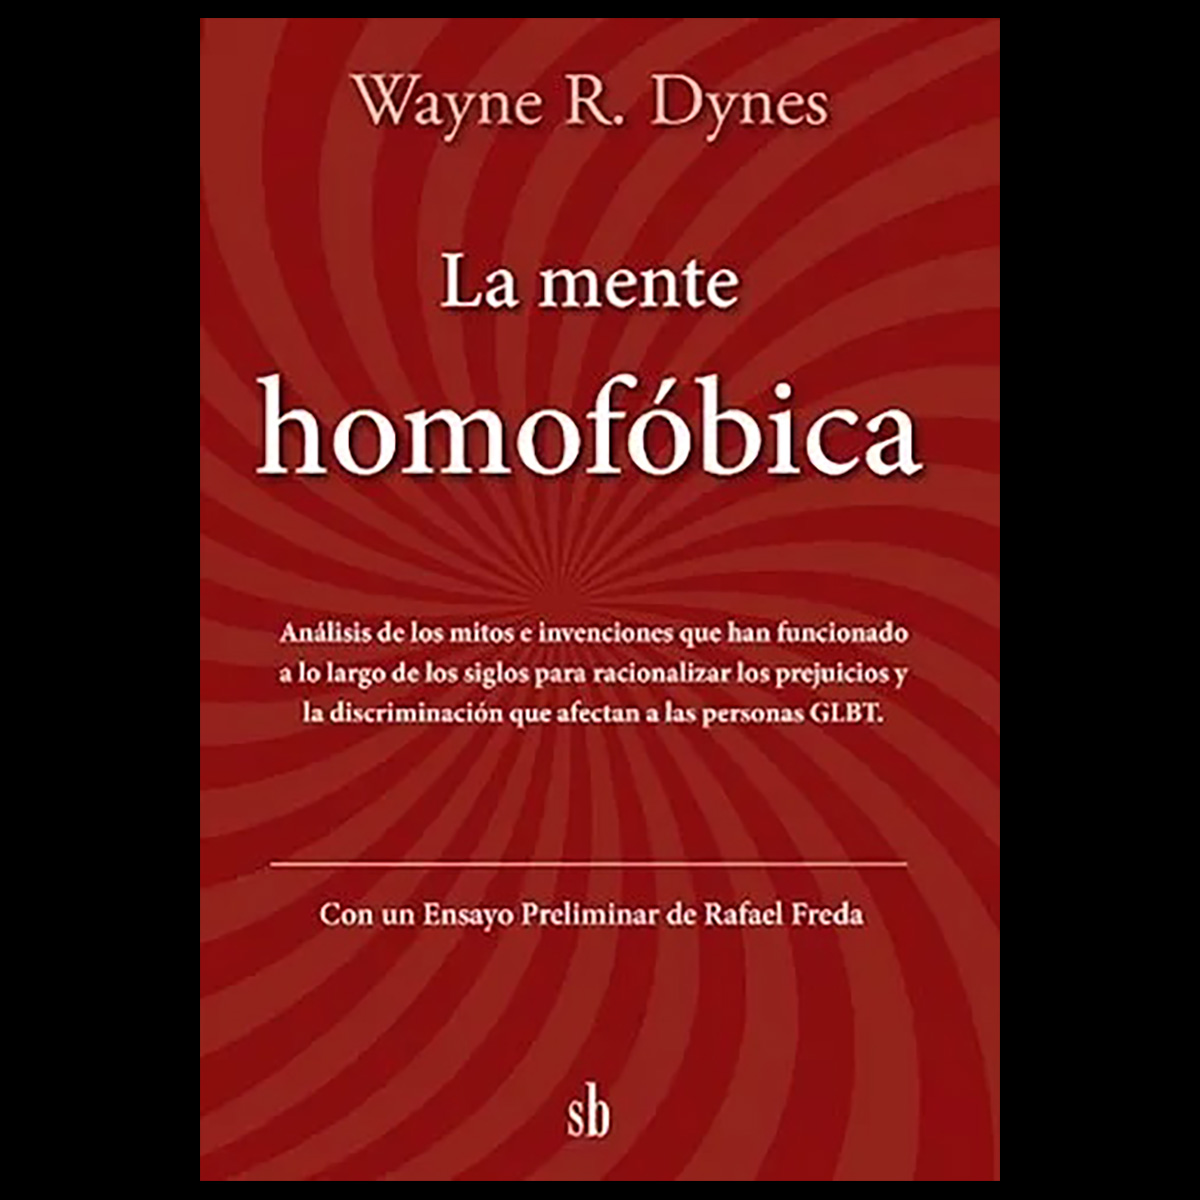 Wayne R. Dynes
La mente
homofóbica
Análisis de los mitos e invenciones que han funcionado
a lo largo de los siglos para racionalizar los prejuicios y
la discriminación que afectan a las personas GLBT.
Con un Ensayo Preliminar de Rafael Freda
sb